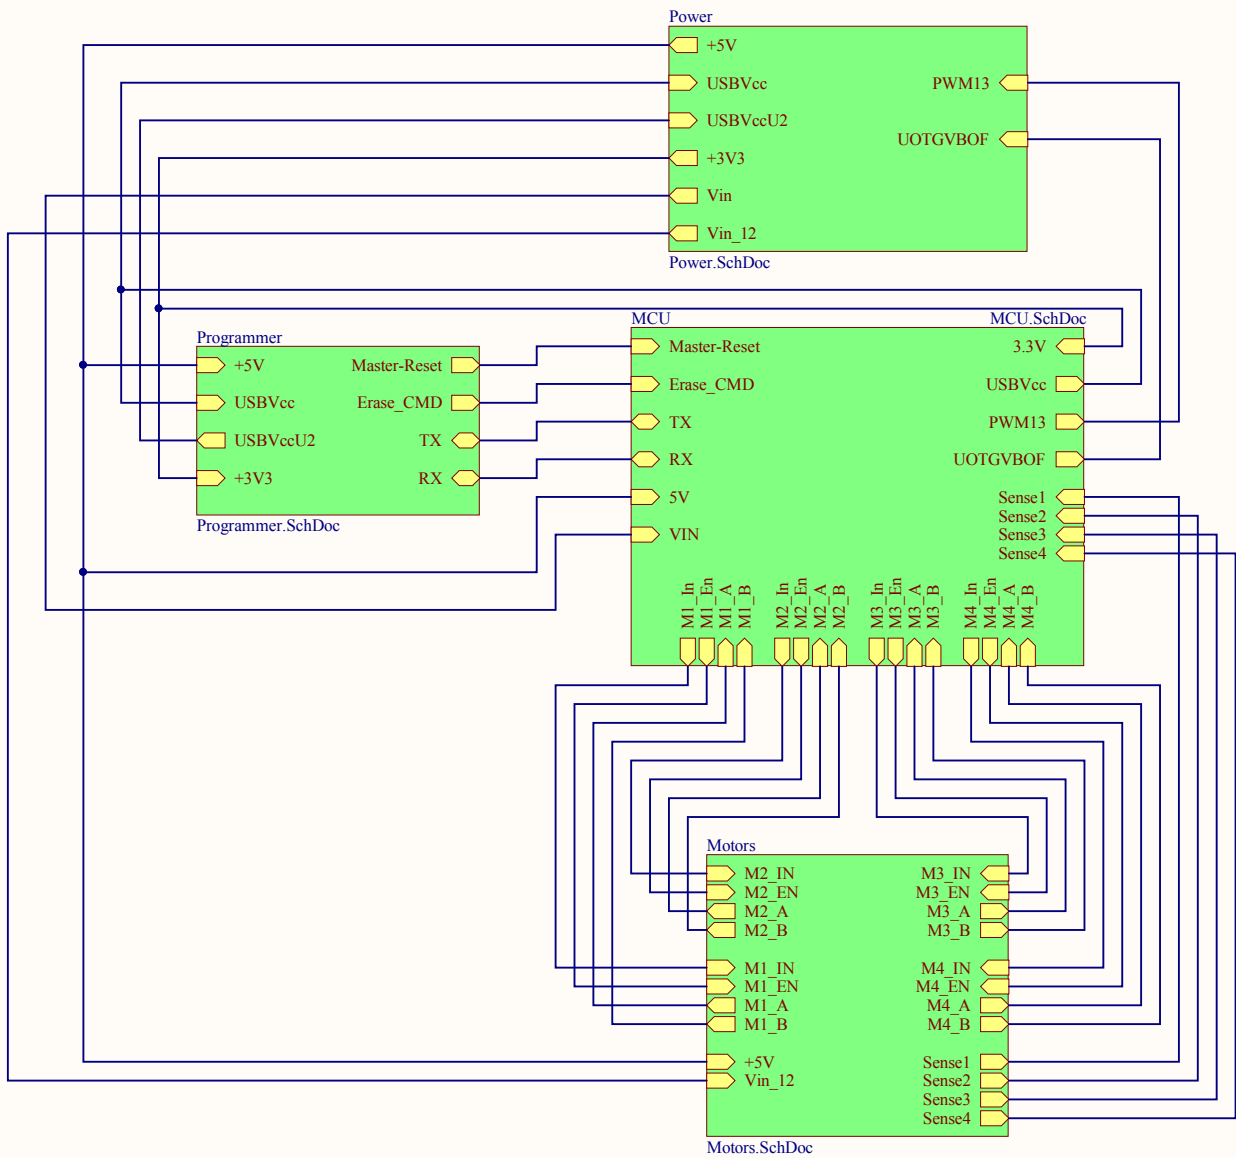 Power
+5V
USBVcc
USBVccU2
+3V3
Vin
Vin_12
PWM13
UOTGVBOF
Power.SchDoc
Programmer
+5V
USBVcc
USBVccU2
+3V3
Master-Reset
Erase_CMD
TX
RX
Programmer.SchDoc
MCU
MCU.SchDoc
Master-Reset
Erase_CMD
TX
RX
5V
VIN
3.3V
USBVcc
PWM13
UOTGVBOF
Sense1
Sense2
Sense3
Sense4
M1_In
M1_En
M1_A
M1_B
M2_In
M2_En
M2_A
M2_B
M3_In
M3_En
M3_A
M3_B
M4_In
M4_En
M4_A
M4_B
Motors
M2_IN
M2_EN
M2_A
M2_B
M1_IN
M1_EN
M1_A
M1_B
+5V
Vin_12
M3_IN
M3_EN
M3_A
M3_B
M4_IN
M4_EN
M4_A
M4_B
Sense1
Sense2
Sense3
Sense4
Motors.SchDoc